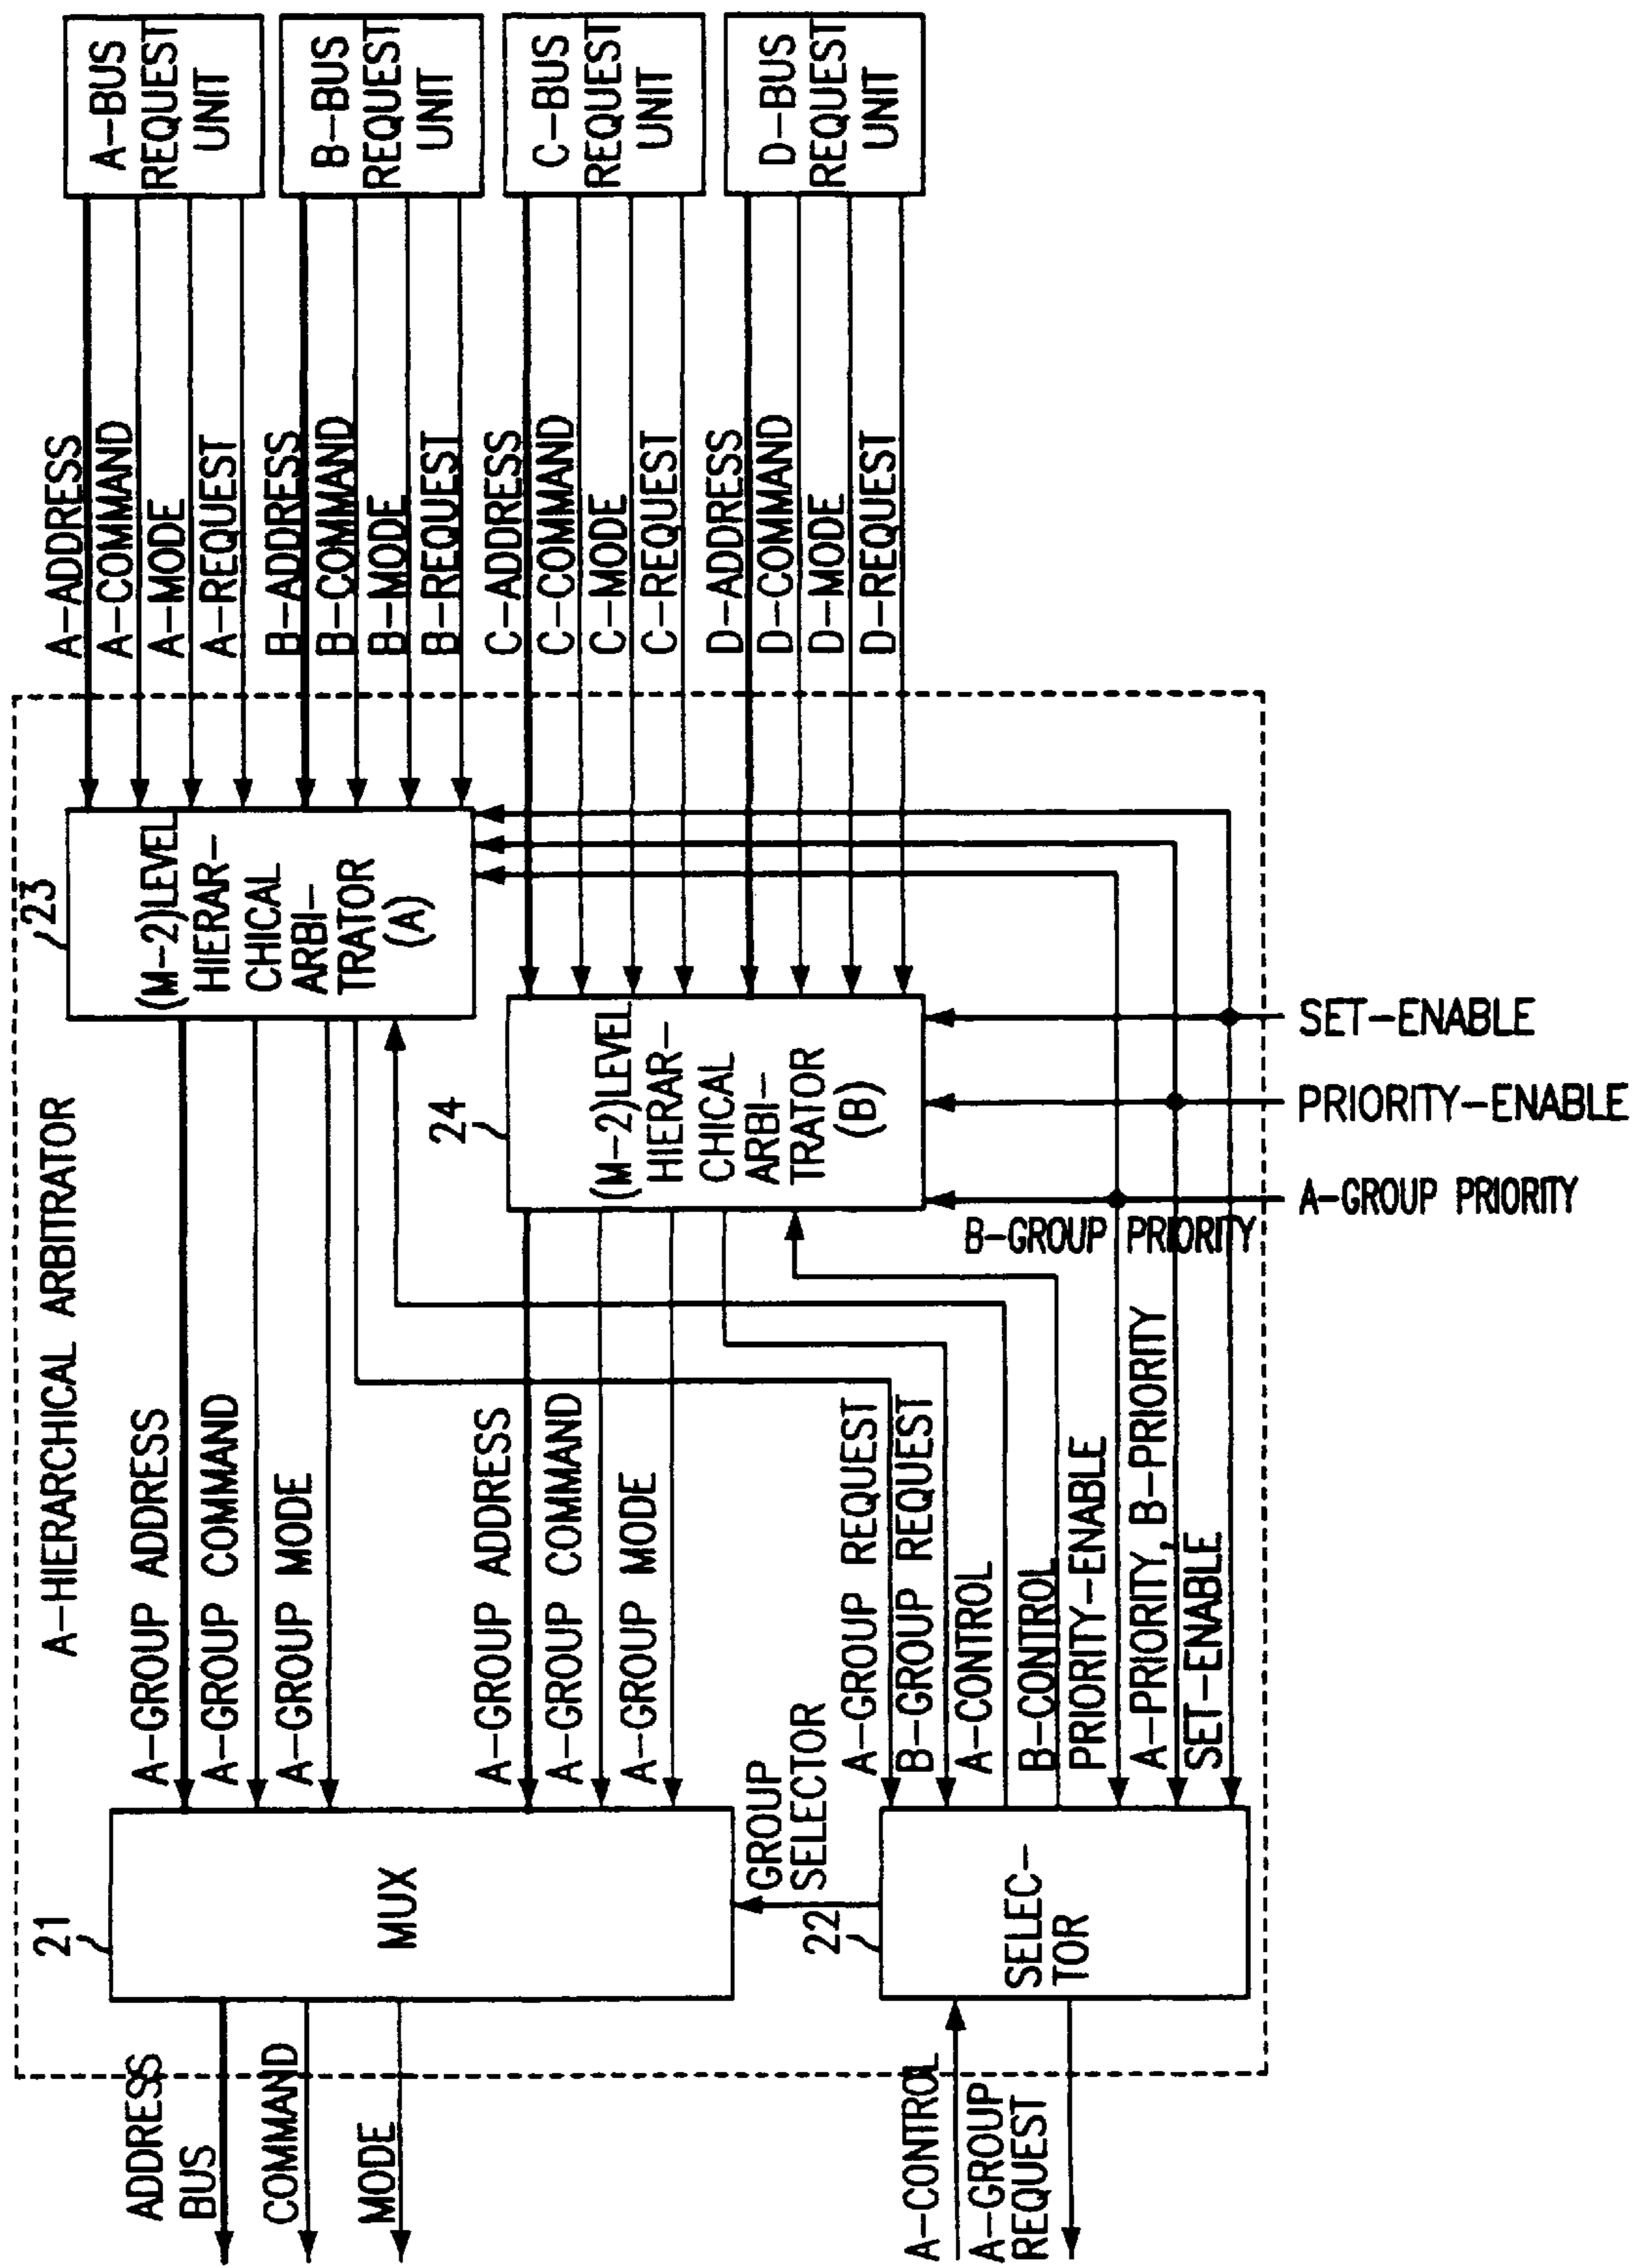 A-BUS
REQUEST
UNIT
B-BUS
REQUEST
UNIT
C-BUS
REQUEST
UNIT
D-BUS
REQUEST
UNIT
A-ADDRESS
A-COMMAND
A-MODE
A-REQUEST
B-ADDRESS
B-COMMAND
B-MODE
B-REQUEST
C-ADDRESS
C-COMMAND
C-MODE
C-REQUEST
D-ADDRESS
D-COMMAND
D-MODE
D-REQUEST
23
(M-2)LEVEL
HIERAR-
CHICAL
ARBI-
TRATOR
(A)
24
(M-2)LEVEL
HIERAR-
CHICAL
ARBI-
TRATOR
(B)
SET-ENABLE
PRIORITY-ENABLE
A-GROUP PRIORITY
B-GROUP PRIORITY
A-HIERARCHICAL ARBITRATOR
A-GROUP ADDRESS
A-GROUP COMMAND
A-GROUP MODE
A-GROUP ADDRESS
A-GROUP COMMAND
A-GROUP MODE
A-GROUP REQUEST
B-GROUP REQUEST
A-CONTROL
B-CONTROL
PRIORITY-ENABLE
A-PRIORITY, B-PRIORITY
SET-ENABLE
21
MUX
GROUP
SELECTOR
22
SELEC-
TOR
ADDRESS
BUS
COMMAND
MODE
A-CONTROL
A-GROUP
REQUEST